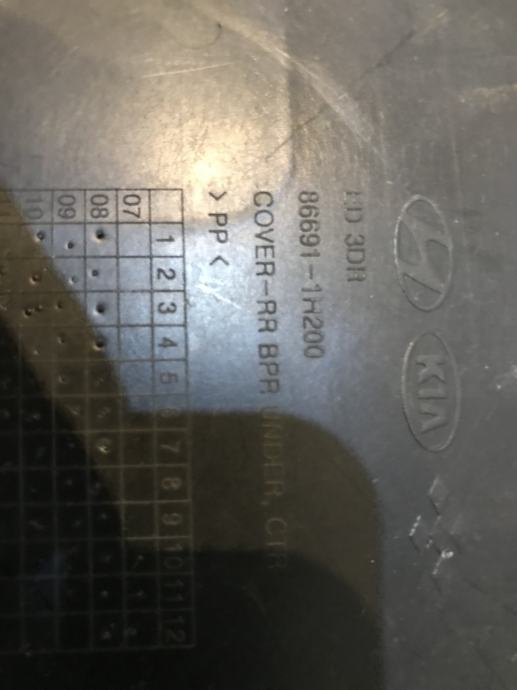 KIA
ED 3DR
86691-1H200
COVER-RR BPR UNDER, CTR
> PP <
1 2 3 4 5 6 7 8 9 10 11 12
07
08
09
10